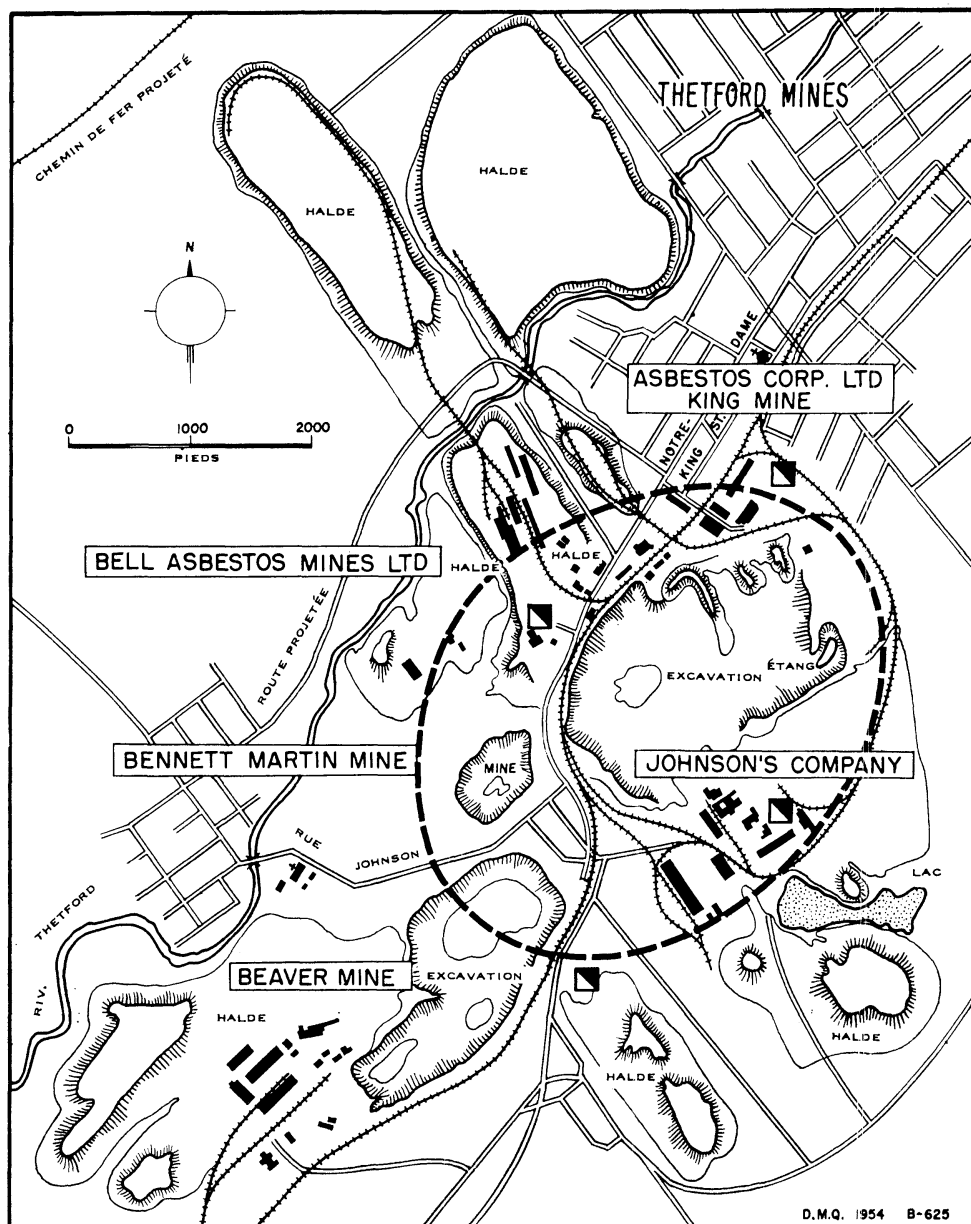 THETFORD MINES
CHEMIN DE FER PROJETÉ
HALDE
HALDE
N
0 1000 2000
PIEDS
NOTRE-DAME
KING ST.
ASBESTOS CORP. LTD
KING MINE
BELL ASBESTOS MINES LTD
HALDE
HALDE
ROUTE PROJETÉE
EXCAVATION
ÉTANG
BENNETT MARTIN MINE
MINE
JOHNSON'S COMPANY
RUE JOHNSON
LAC
RIV. THETFORD
BEAVER MINE
EXCAVATION
HALDE
HALDE
HALDE
D.M.Q. 1954 B-625